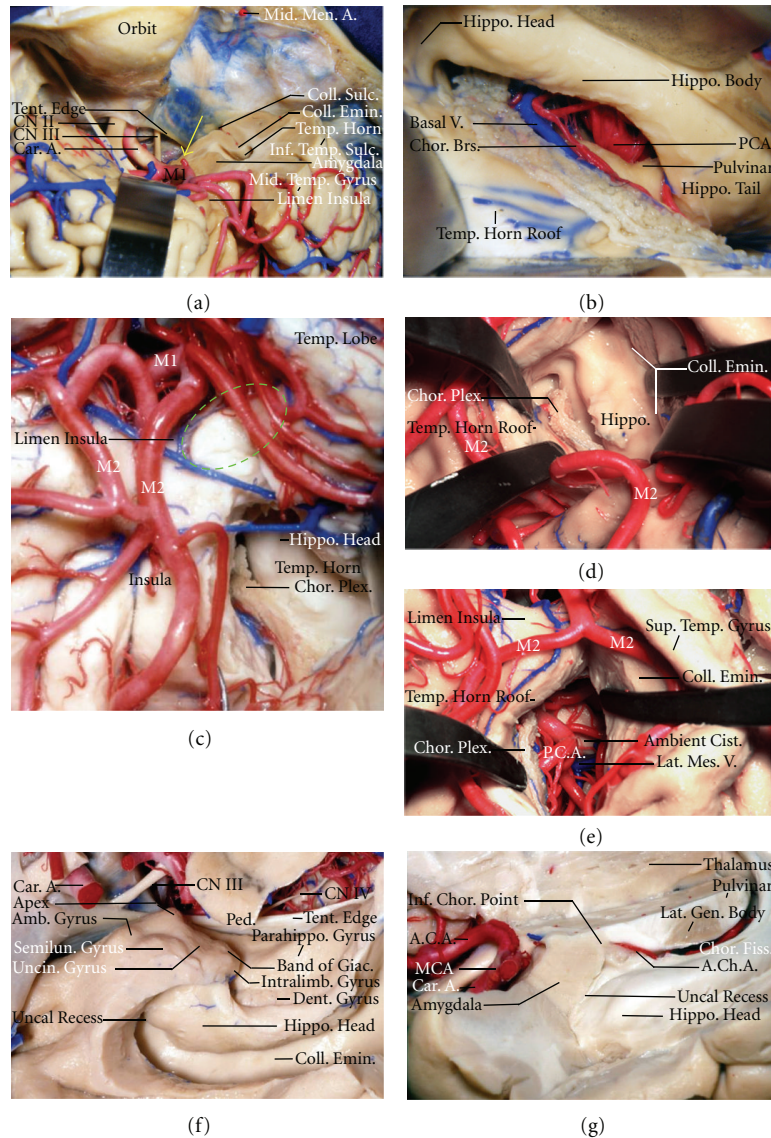 Mid. Men. A.
Orbit
Coll. Sulc.
Tent. Edge
Coll. Emin.
CN II
Temp. Horn
CN III
Inf. Temp. Sulc.
Car. A.
Amygdala
M1
Mid. Temp. Gyrus
Limen Insula
(a)
Hippo. Head
Hippo. Body
Basal V.
PCA
Chor. Brs.
Pulvinar
Hippo. Tail
Temp. Horn Roof
(b)
Temp. Lobe
M1
Limen Insula
M2
M2
Hippo. Head
Temp. Horn
Insula
Chor. Plex.
(c)
Coll. Emin.
Chor. Plex.
Hippo.
Temp. Horn Roof
M2
M2
(d)
Limen Insula
Sup. Temp. Gyrus
M2
M2
Coll. Emin.
Temp. Horn Roof
Ambient Cist.
Chor. Plex.
P.C.A.
Lat. Mes. V.
(e)
Car. A.
CN III
CN IV
Apex
Ped.
Tent. Edge
Amb. Gyrus
Parahippo. Gyrus
Semilun. Gyrus
Band of Giac.
Uncin. Gyrus
Intralimb. Gyrus
Dent. Gyrus
Uncal Recess
Hippo. Head
Coll. Emin.
(f)
Thalamus
Inf. Chor. Point
Pulvinar
Lat. Gen. Body
A.C.A.
Chor. Fiss.
MCA
A.Ch.A.
Car. A.
Uncal Recess
Amygdala
Hippo. Head
(g)